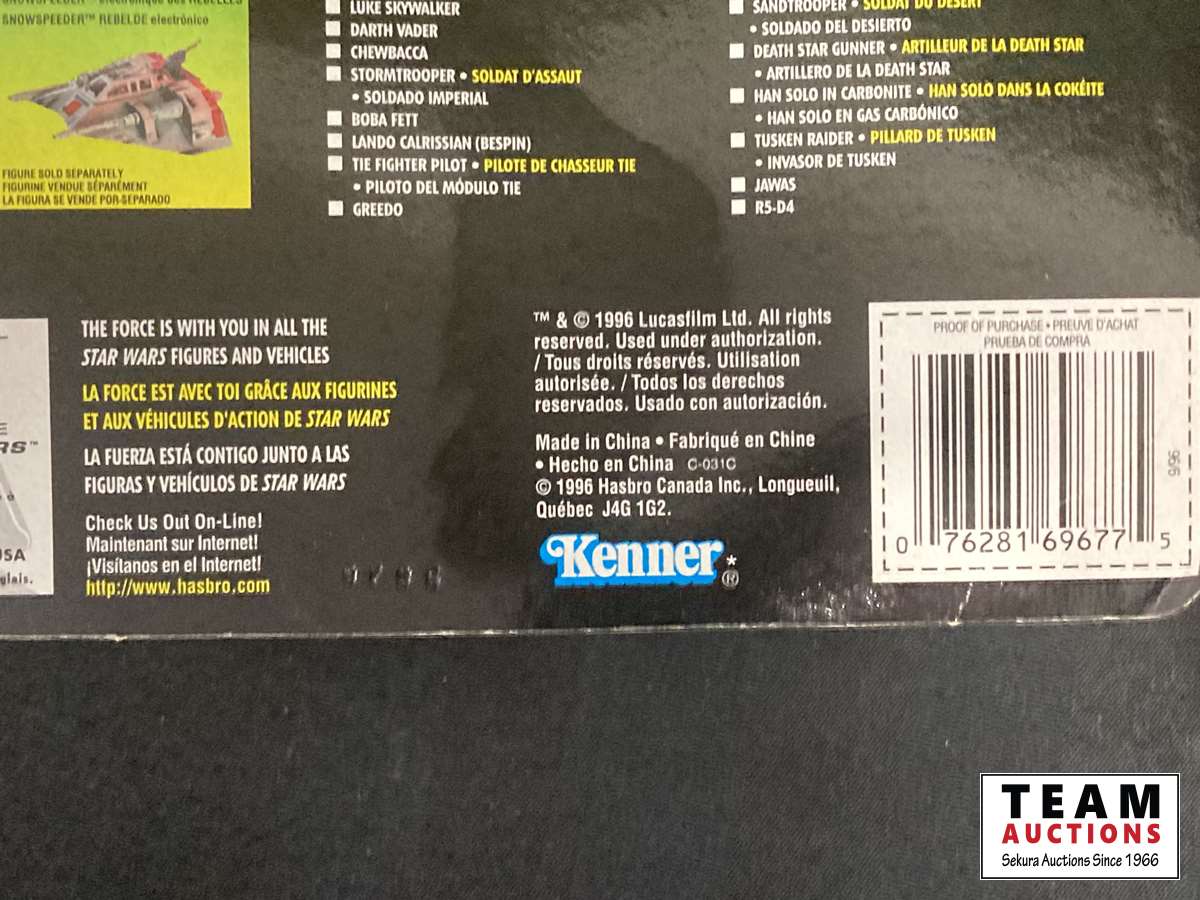 SNOWSPEEDER™ électronique des REBELLES
SNOWSPEEDER™ REBELDE electrónico
FIGURE SOLD SEPARATELY
FIGURINE VENDUE SÉPARÉMENT
LA FIGURA SE VENDE POR SEPARADO
LUKE SKYWALKER
DARTH VADER
CHEWBACCA
STORMTROOPER • SOLDAT D'ASSAUT
• SOLDADO IMPERIAL
BOBA FETT
LANDO CALRISSIAN (BESPIN)
TIE FIGHTER PILOT • PILOTE DE CHASSEUR TIE
• PILOTO DEL MÓDULO TIE
GREEDO
SANDTROOPER • SOLDAT DU DÉSERT
• SOLDADO DEL DESIERTO
DEATH STAR GUNNER • ARTILLEUR DE LA DEATH STAR
• ARTILLERO DE LA DEATH STAR
HAN SOLO IN CARBONITE • HAN SOLO DANS LA COKÉITE
• HAN SOLO EN GAS CARBÓNICO
TUSKEN RAIDER • PILLARD DE TUSKEN
• INVASOR DE TUSKEN
JAWAS
R5-D4
THE FORCE IS WITH YOU IN ALL THE
STAR WARS FIGURES AND VEHICLES
LA FORCE EST AVEC TOI GRÂCE AUX FIGURINES
ET AUX VÉHICULES D'ACTION DE STAR WARS
LA FUERZA ESTÁ CONTIGO JUNTO A LAS
FIGURAS Y VEHÍCULOS DE STAR WARS
Check Us Out On-Line!
Maintenant sur Internet!
¡Visítanos en el Internet!
http://www.hasbro.com
™ & © 1996 Lucasfilm Ltd. All rights
reserved. Used under authorization.
/ Tous droits réservés. Utilisation
autorisée. / Todos los derechos
reservados. Usado con autorización.
Made in China • Fabriqué en Chine
• Hecho en China C-031C
© 1996 Hasbro Canada Inc., Longueuil,
Québec J4G 1G2.
Kenner*®
PROOF OF PURCHASE • PREUVE D'ACHAT
PRUEBA DE COMPRA
96/6
0 76281 69677 5
TEAM
AUCTIONS
Sekura Auctions Since 1966